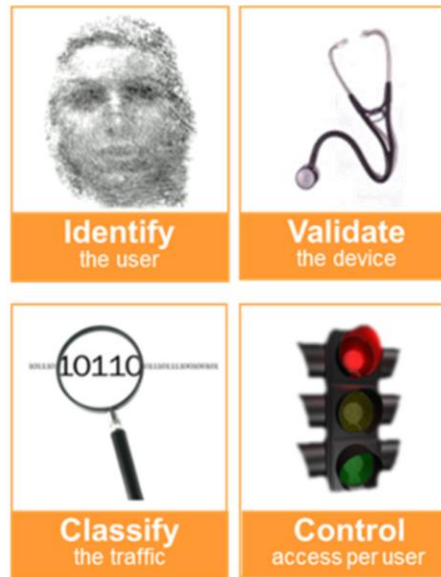 Identify
the user
Validate
the device
10110
Classify
the traffic
Control
access per user